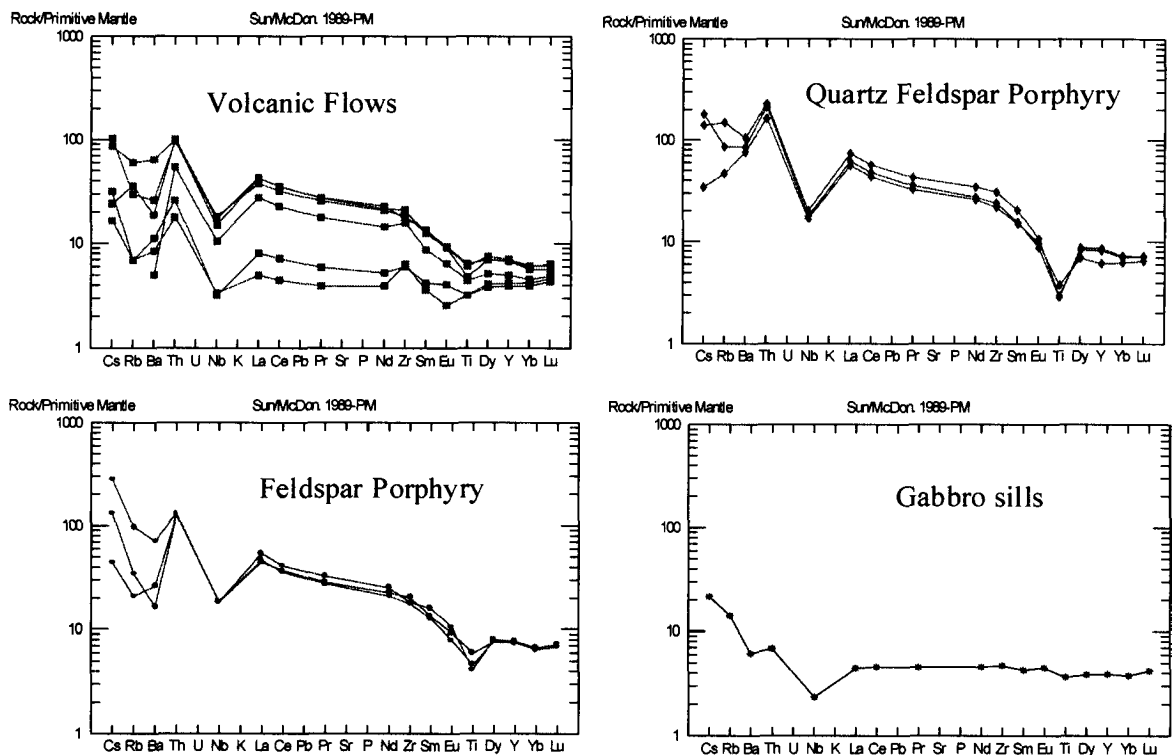 Rock/Primitive Mantle Sun/McDon. 1989-PM
1000
Volcanic Flows
100
10
1
Cs Rb Ba Th U Nb K La Ce Pb Pr Sr P Nd Zr Sm Eu Ti Dy Y Yb Lu
Rock/Primitive Mantle Sun/McDon. 1989-PM
1000
Quartz Feldspar Porphyry
100
10
1
Cs Rb Ba Th U Nb K La Ce Pb Pr Sr P Nd Zr Sm Eu Ti Dy Y Yb Lu
Rock/Primitive Mantle Sun/McDon. 1989-PM
1000
Feldspar Porphyry
100
10
1
Cs Rb Ba Th U Nb K La Ce Pb Pr Sr P Nd Zr Sm Eu Ti Dy Y Yb Lu
Rock/Primitive Mantle Sun/McDon. 1989-PM
1000
Gabbro sills
100
10
1
Cs Rb Ba Th U Nb K La Ce Pb Pr Sr P Nd Zr Sm Eu Ti Dy Y Yb Lu